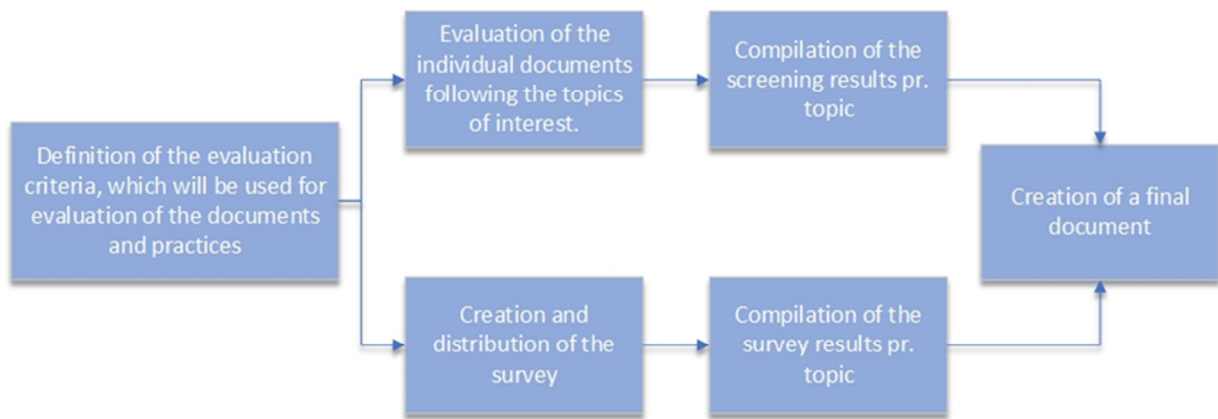 Definition of the evaluation
criteria, which will be used for
evaluation of the documents
and practices
Evaluation of the
individual documents
following the topics
of interest.
Compilation of the
screening results pr.
topic
Creation and
distribution of the
survey
Compilation of the
survey results pr.
topic
Creation of a final
document